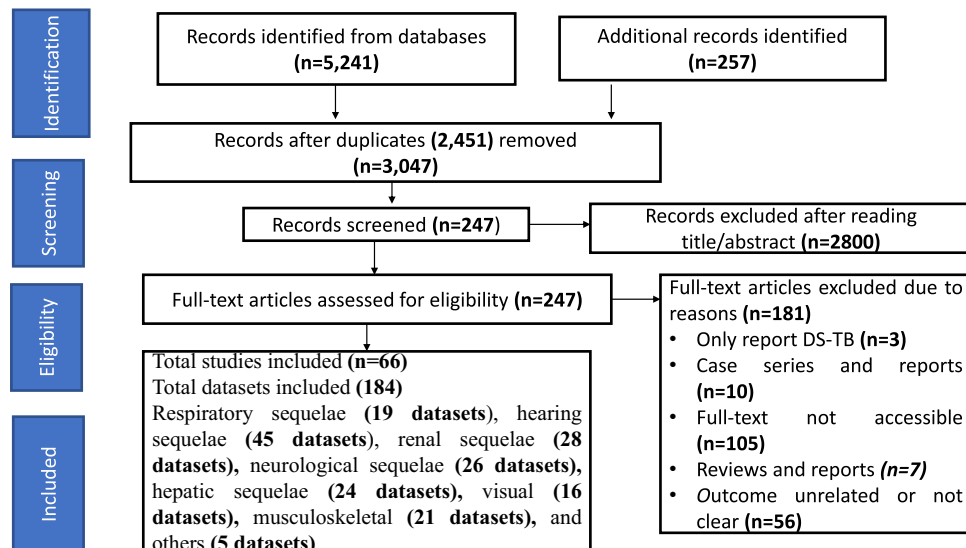 Identification
Records identified from databases
(n=5,241)
Additional records identified
(n=257)
Records after duplicates (2,451) removed
(n=3,047)
Screening
Records screened (n=247)
Records excluded after reading
title/abstract (n=2800)
Eligibility
Full-text articles assessed for eligibility (n=247)
Full-text articles excluded due to
reasons (n=181)
• Only report DS-TB (n=3)
• Case series and reports
(n=10)
• Full-text not accessible
(n=105)
• Reviews and reports (n=7)
• Outcome unrelated or not
clear (n=56)
Included
Total studies included (n=66)
Total datasets included (184)
Respiratory sequelae (19 datasets), hearing
sequelae (45 datasets), renal sequelae (28
datasets), neurological sequelae (26 datasets),
hepatic sequelae (24 datasets), visual (16
datasets), musculoskeletal (21 datasets), and
others (5 datasets)